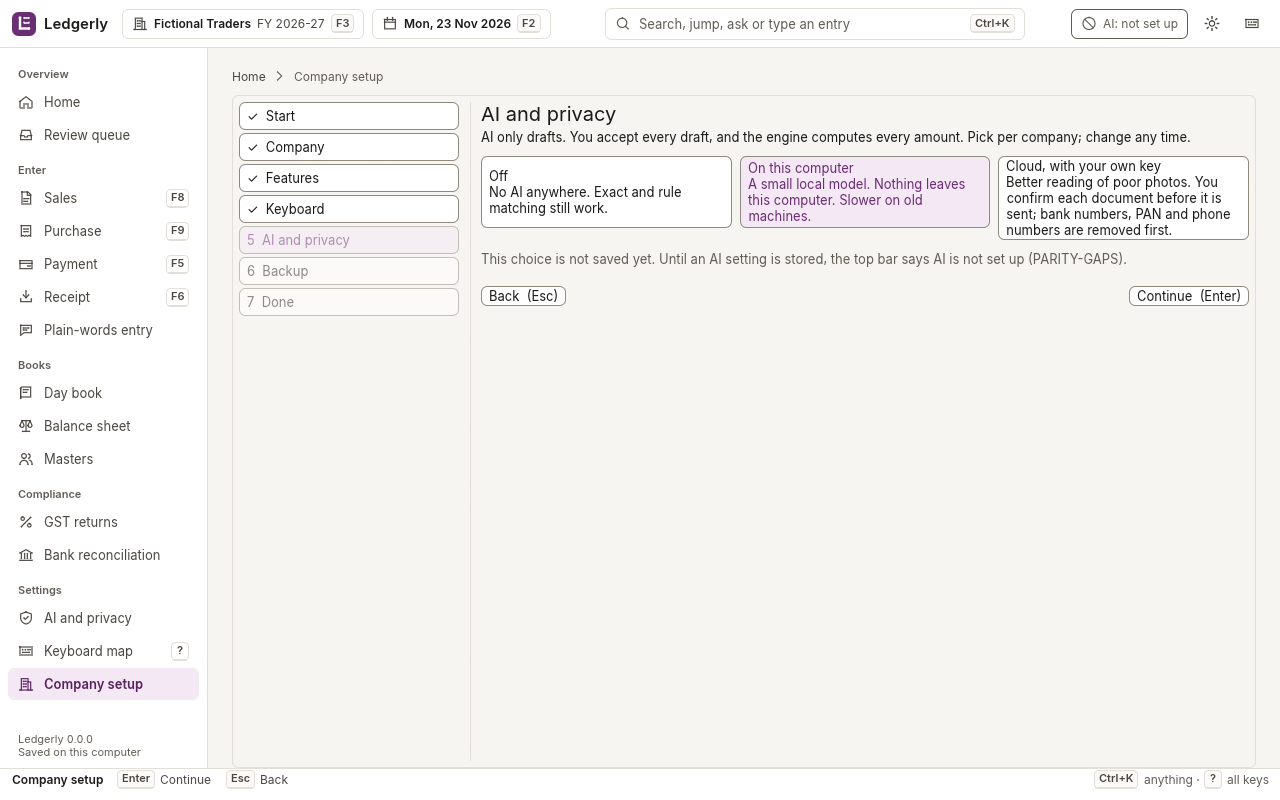 Ledgerly
Fictional Traders FY 2026-27 F3
Mon, 23 Nov 2026 F2
Search, jump, ask or type an entry Ctrl+K
AI: not set up
Overview
Home
Review queue
Enter
Sales F8
Purchase F9
Payment F5
Receipt F6
Plain-words entry
Books
Day book
Balance sheet
Masters
Compliance
GST returns
Bank reconciliation
Settings
AI and privacy
Keyboard map ?
Company setup
Ledgerly 0.0.0
Saved on this computer
Home > Company setup
✓ Start
✓ Company
✓ Features
✓ Keyboard
5 AI and privacy
6 Backup
7 Done
AI and privacy
AI only drafts. You accept every draft, and the engine computes every amount. Pick per company; change any time.
Off
No AI anywhere. Exact and rule
matching still work.
On this computer
A small local model. Nothing leaves
this computer. Slower on old
machines.
Cloud, with your own key
Better reading of poor photos. You
confirm each document before it is
sent; bank numbers, PAN and phone
numbers are removed first.
This choice is not saved yet. Until an AI setting is stored, the top bar says AI is not set up (PARITY-GAPS).
Back (Esc)
Continue (Enter)
Company setup Enter Continue Esc Back
Ctrl+K anything · ? all keys